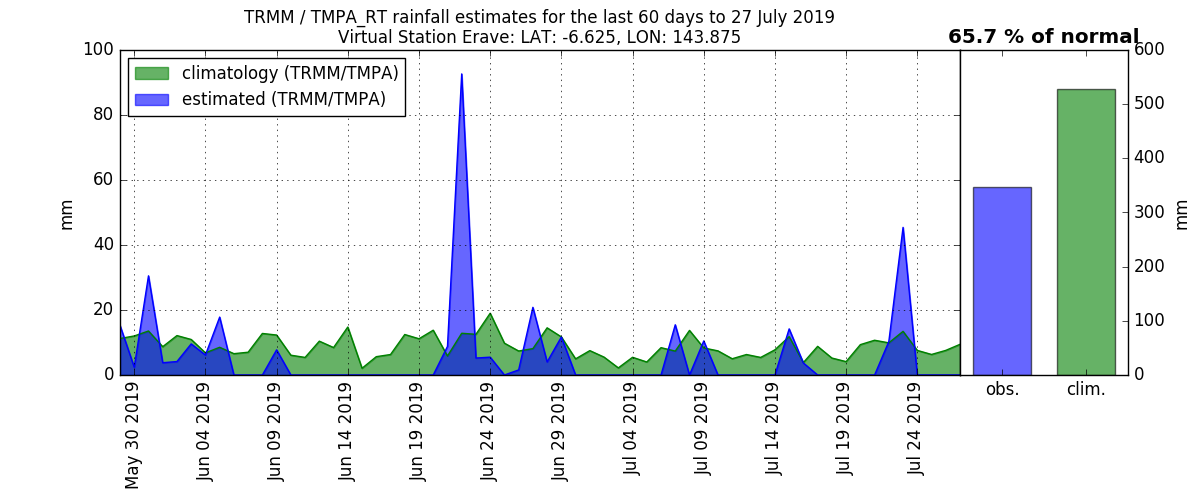 TRMM / TMPA_RT rainfall estimates for the last 60 days to 27 July 2019
Virtual Station Erave: LAT: -6.625, LON: 143.875
65.7 % of normal
climatology (TRMM/TMPA)
estimated (TRMM/TMPA)
100
80
60
40
20
0
mm
May 30 2019
Jun 04 2019
Jun 09 2019
Jun 14 2019
Jun 19 2019
Jun 24 2019
Jun 29 2019
Jul 04 2019
Jul 09 2019
Jul 14 2019
Jul 19 2019
Jul 24 2019
600
500
400
300
200
100
0
mm
obs.
clim.